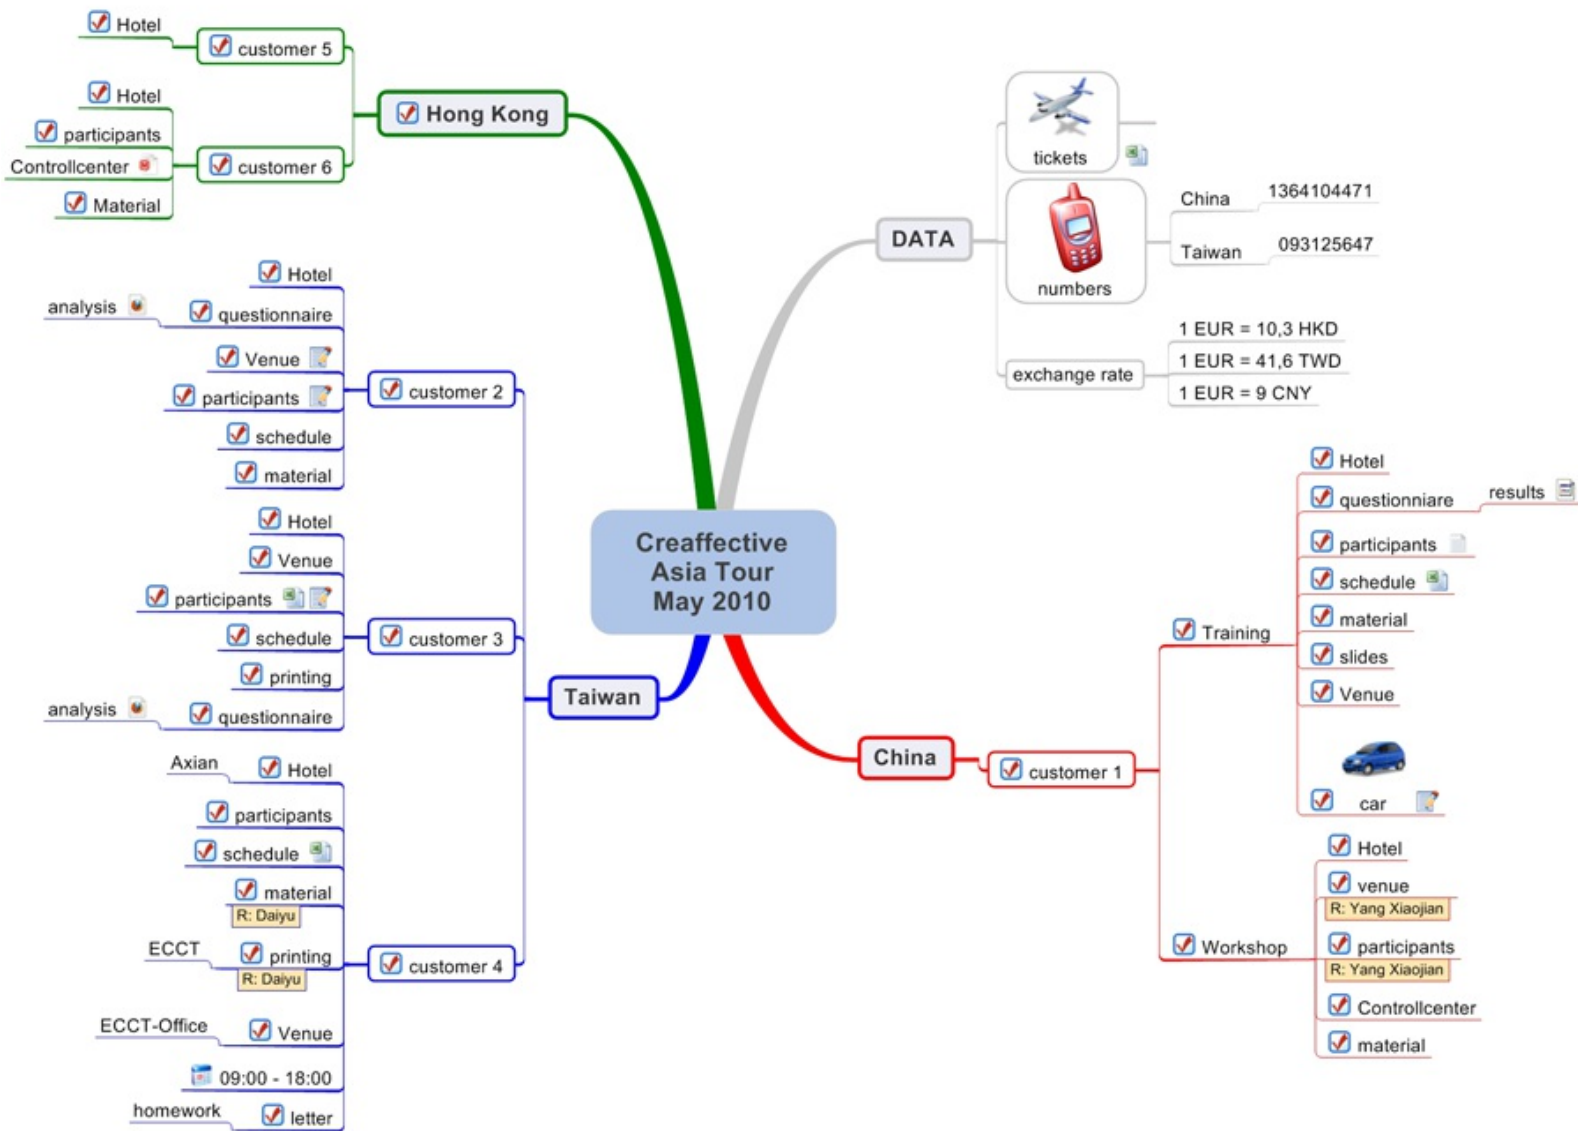 Creaffective
Asia Tour
May 2010
Hong Kong
customer 5
Hotel
customer 6
Hotel
participants
Controllcenter
Material
DATA
tickets
numbers
China
1364104471
Taiwan
093125647
exchange rate
1 EUR = 10,3 HKD
1 EUR = 41,6 TWD
1 EUR = 9 CNY
Taiwan
customer 2
Hotel
questionnaire
analysis
Venue
participants
schedule
material
customer 3
Hotel
Venue
participants
schedule
printing
questionnaire
analysis
customer 4
Hotel
Axian
participants
schedule
material
R: Daiyu
printing
ECCT
R: Daiyu
Venue
ECCT-Office
09:00 - 18:00
letter
homework
China
customer 1
Training
Hotel
questionniare
results
participants
schedule
material
slides
Venue
car
Workshop
Hotel
venue
R: Yang Xiaojian
participants
R: Yang Xiaojian
Controllcenter
material